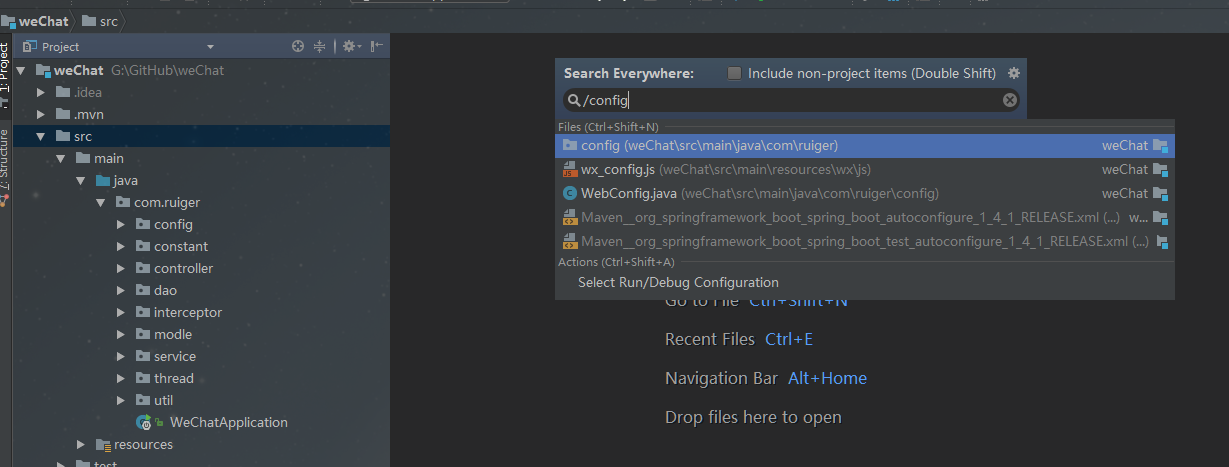 weChat src
1: Project
Project
weChat G:\GitHub\weChat
.idea
.mvn
src
main
java
com.ruiger
config
constant
controller
dao
interceptor
modle
service
thread
util
WeChatApplication
resources
test
7: Structure
Search Everywhere: Include non-project items (Double Shift)
/config
Files (Ctrl+Shift+N)
config (weChat\src\main\java\com\ruiger) weChat
wx_config.js (weChat\src\main\resources\wx\js) weChat
WebConfig.java (weChat\src\main\java\com\ruiger\config) weChat
Maven__org_springframework_boot_spring_boot_autoconfigure_1_4_1_RELEASE.xml (...) w...
Maven__org_springframework_boot_spring_boot_test_autoconfigure_1_4_1_RELEASE.xml (...)
Actions (Ctrl+Shift+A)
Select Run/Debug Configuration
Go to File Ctrl+Shift+N
Recent Files Ctrl+E
Navigation Bar Alt+Home
Drop files here to open